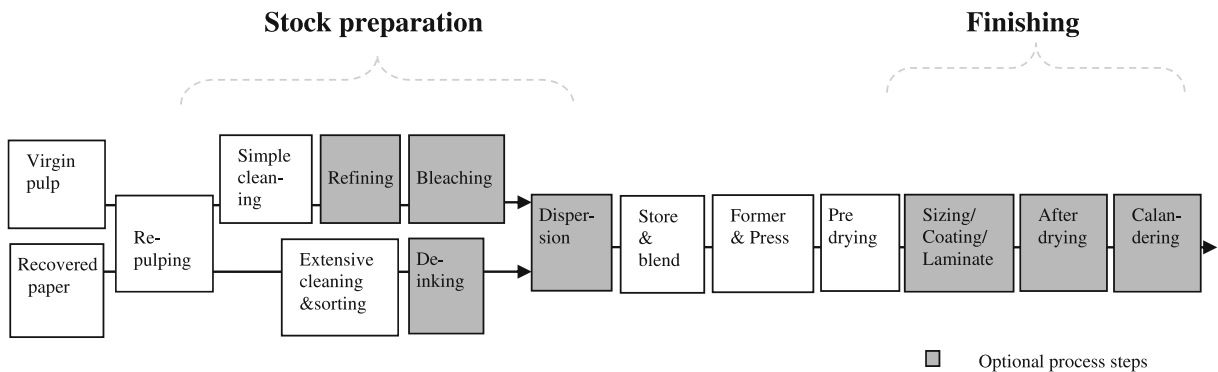 Stock preparation
Finishing
Virgin
pulp
Recovered
paper
Re-
pulping
Simple
clean-
ing
Refining
Bleaching
Extensive
cleaning
&sorting
De-
inking
Disper-
sion
Store
&
blend
Former
& Press
Pre
drying
Sizing/
Coating/
Laminate
After
drying
Calan-
dering
Optional process steps